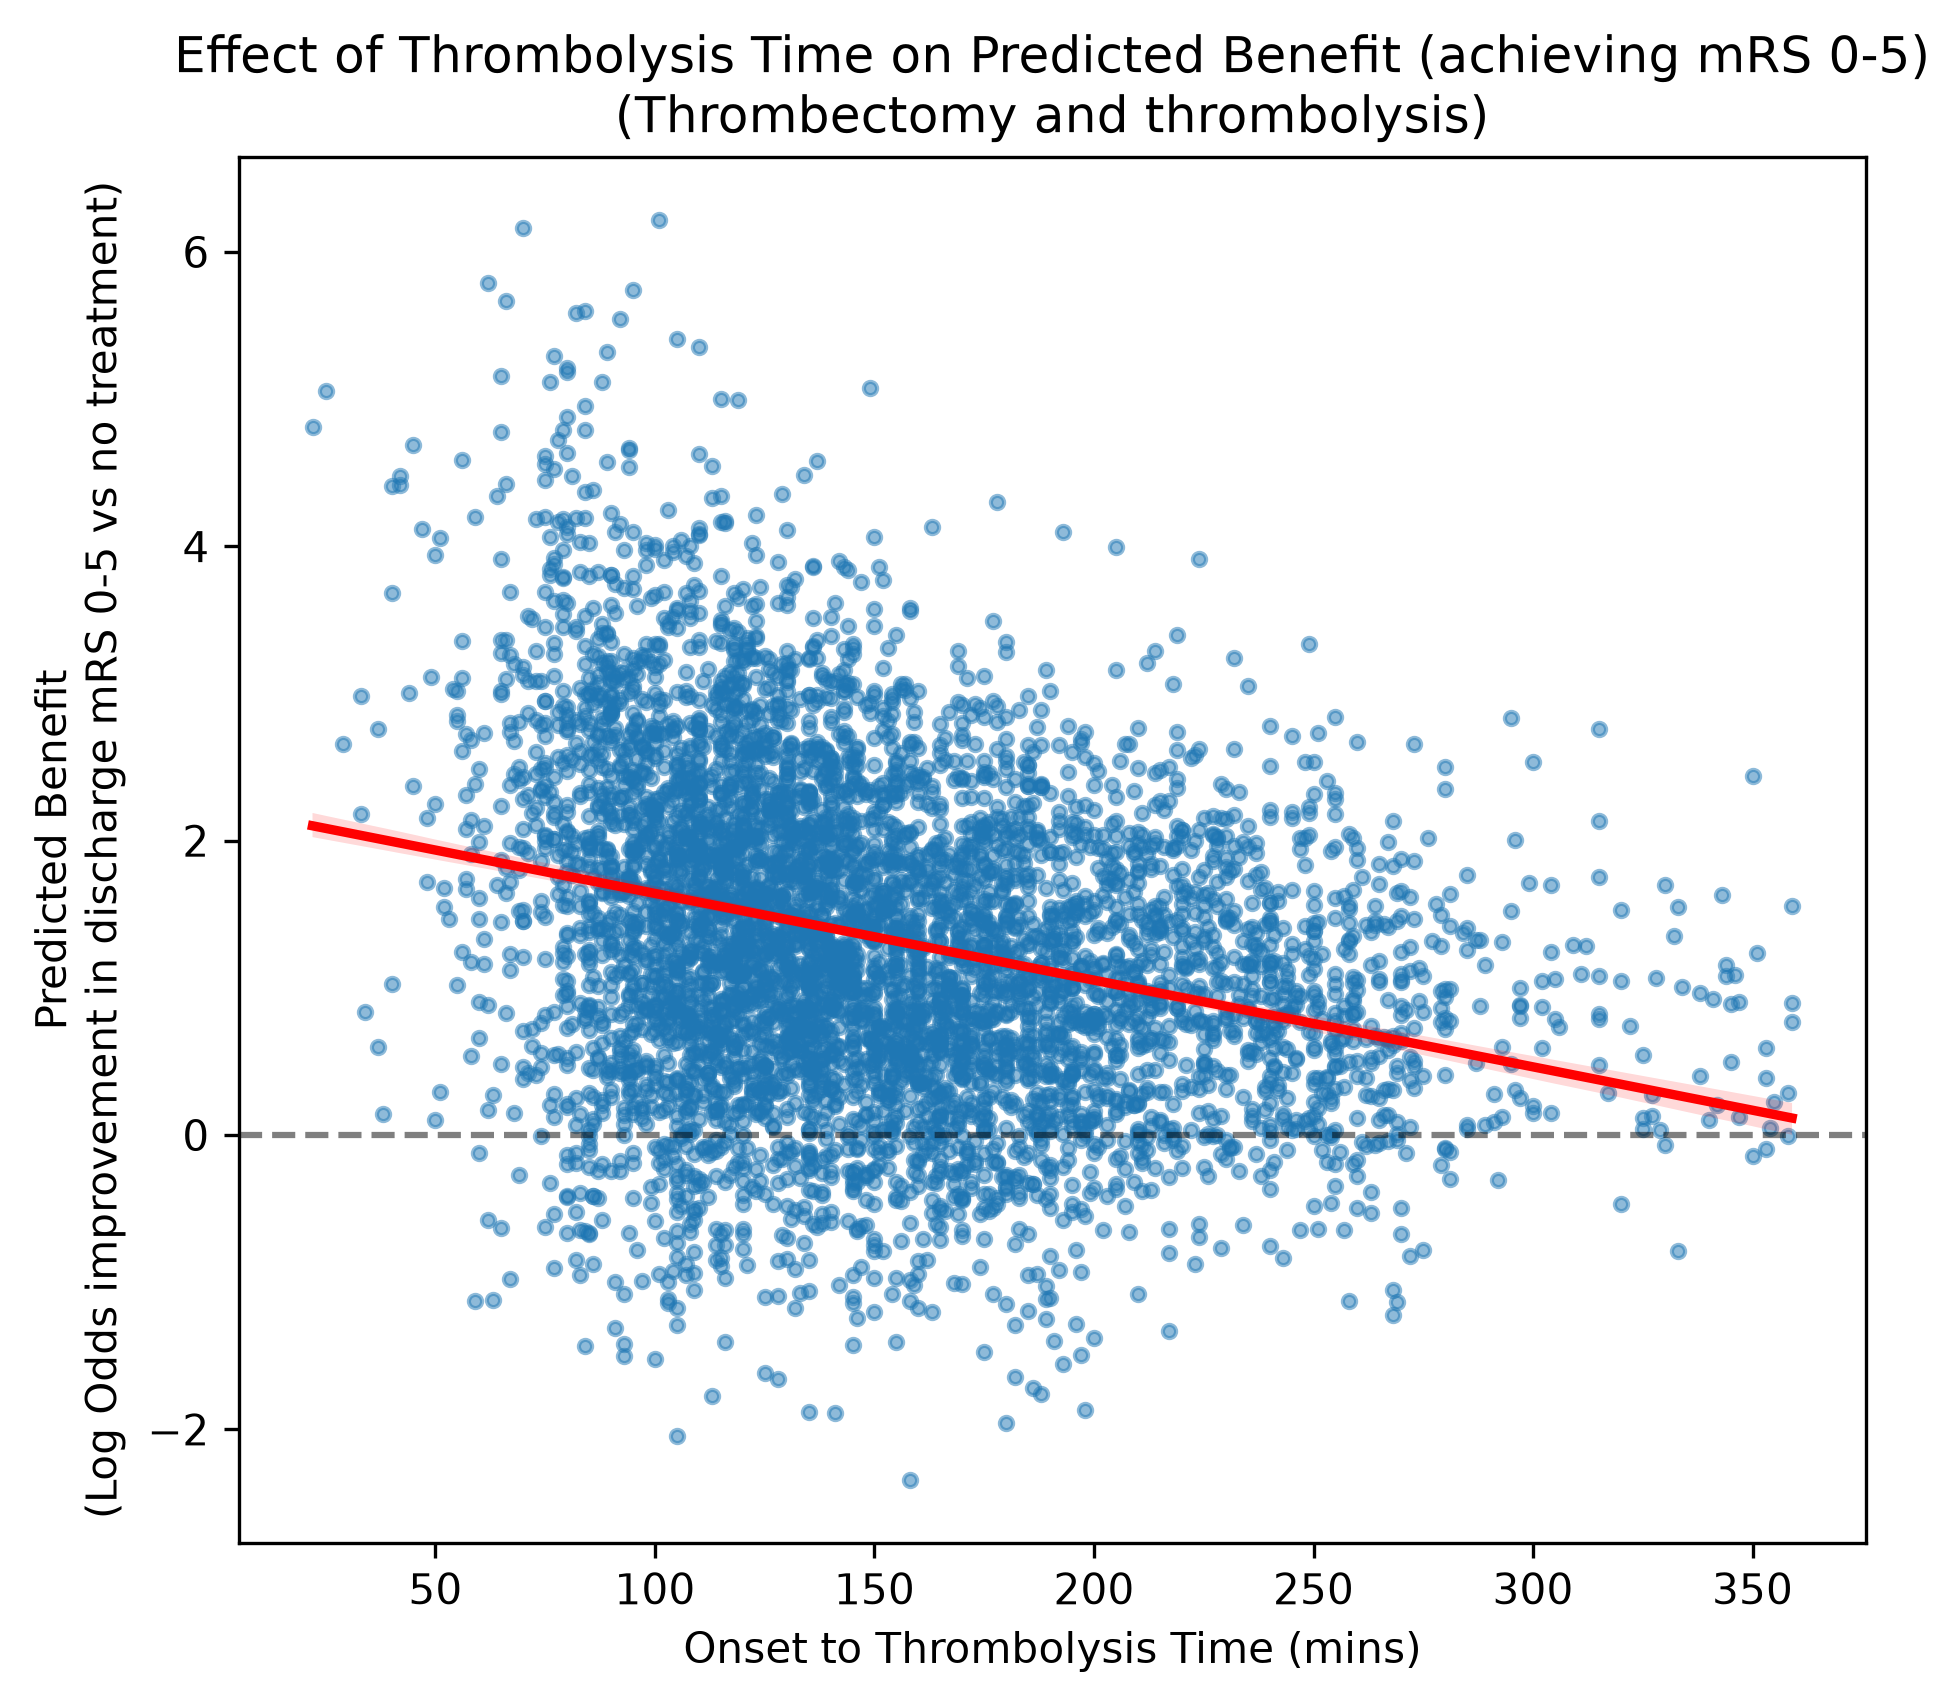 Effect of Thrombolysis Time on Predicted Benefit (achieving mRS 0-5)
(Thrombectomy and thrombolysis)
Predicted Benefit
(Log Odds improvement in discharge mRS 0-5 vs no treatment)
6
4
2
0
−2
50 100 150 200 250 300 350
Onset to Thrombolysis Time (mins)